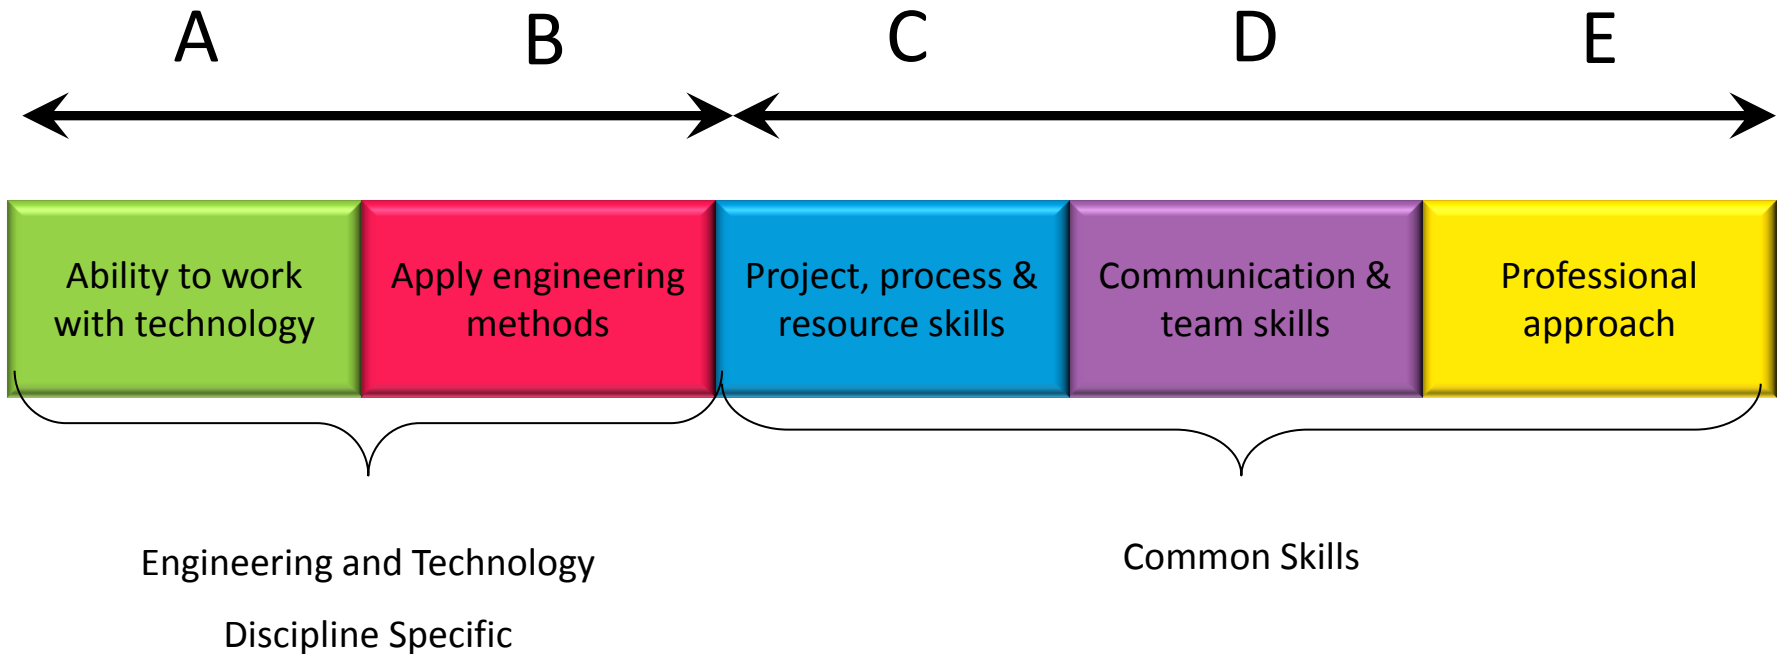 A
B
C
D
E
Ability to work
with technology
Apply engineering
methods
Project, process &
resource skills
Communication &
team skills
Professional
approach
Engineering and Technology
Discipline Specific
Common Skills